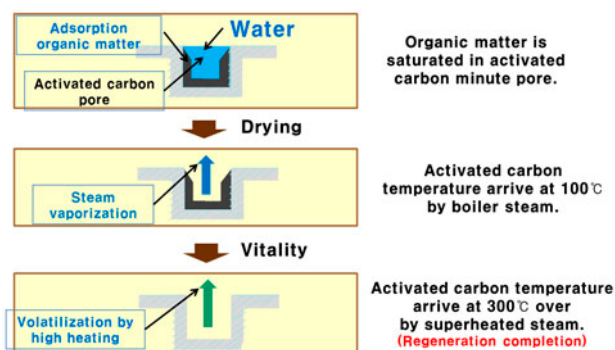 Adsorption
organic matter
Water
Activated carbon
pore
Organic matter is
saturated in activated
carbon minute pore.
Drying
Steam
vaporization
Activated carbon
temperature arrive at 100℃
by boiler steam.
Vitality
Volatilization by
high heating
Activated carbon temperature
arrive at 300℃ over
by superheated steam.
(Regeneration completion)